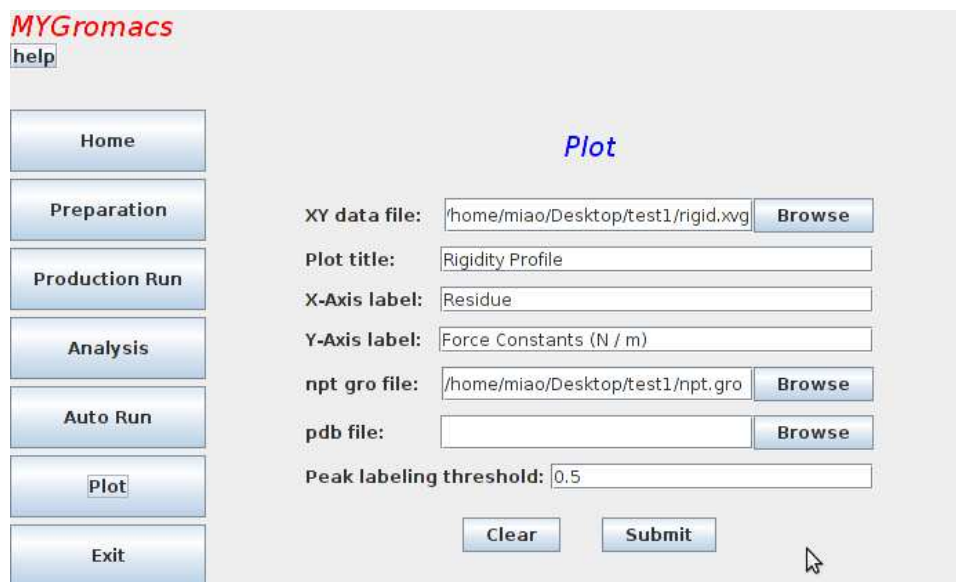 MYGromacs
help
Home
Preparation
Production Run
Analysis
Auto Run
Plot
Exit
Plot
XY data file: /home/miao/Desktop/test1/rigid.xvg Browse
Plot title: Rigidity Profile
X-Axis label: Residue
Y-Axis label: Force Constants (N / m)
npt gro file: /home/miao/Desktop/test1/npt.gro Browse
pdb file: Browse
Peak labeling threshold: 0.5
Clear Submit